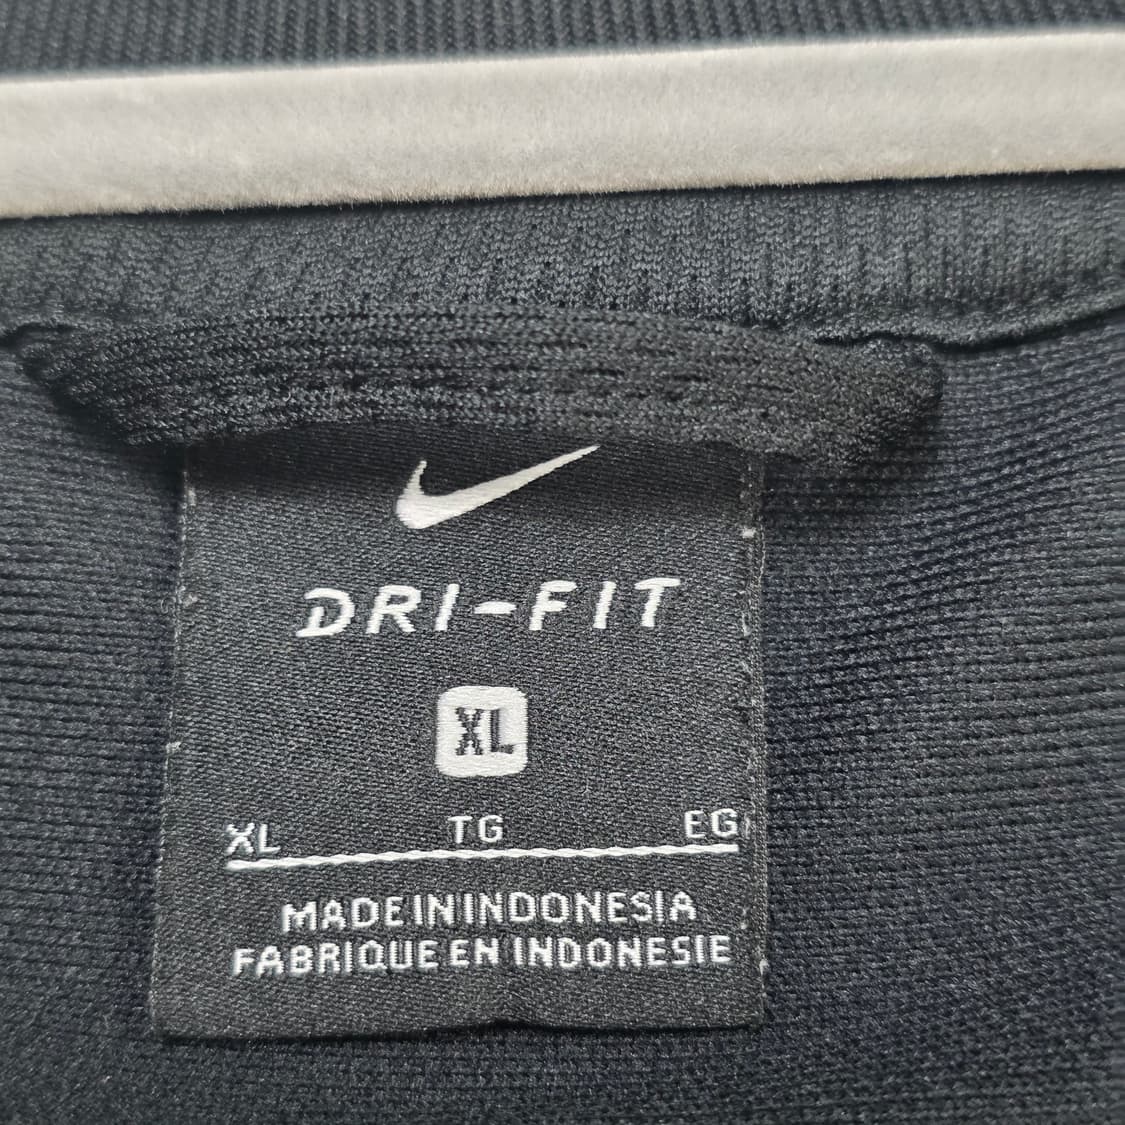 DRI-FIT
XL
XL TG EG
MADE IN INDONESIA
FABRIQUE EN INDONESIE